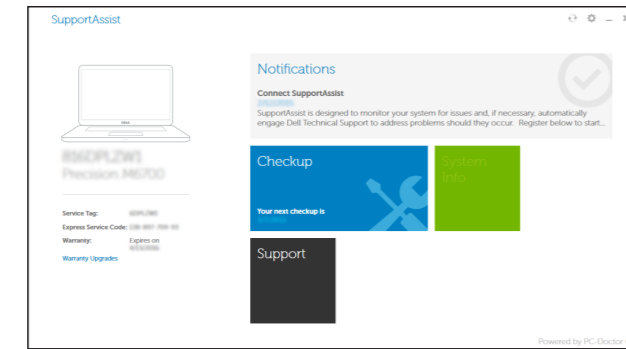 SupportAssist
Notifications
Connect SupportAssist
SupportAssist is designed to monitor your system for issues and, if necessary, automatically
engage Dell Technical Support to address problems should they occur. Register below to start...
Precision M6700
Checkup
System
Info
Your next checkup is
Service Tag:
Express Service Code:
Warranty: Expires on
Warranty Upgrades
Support
Powered by PC-Doctor